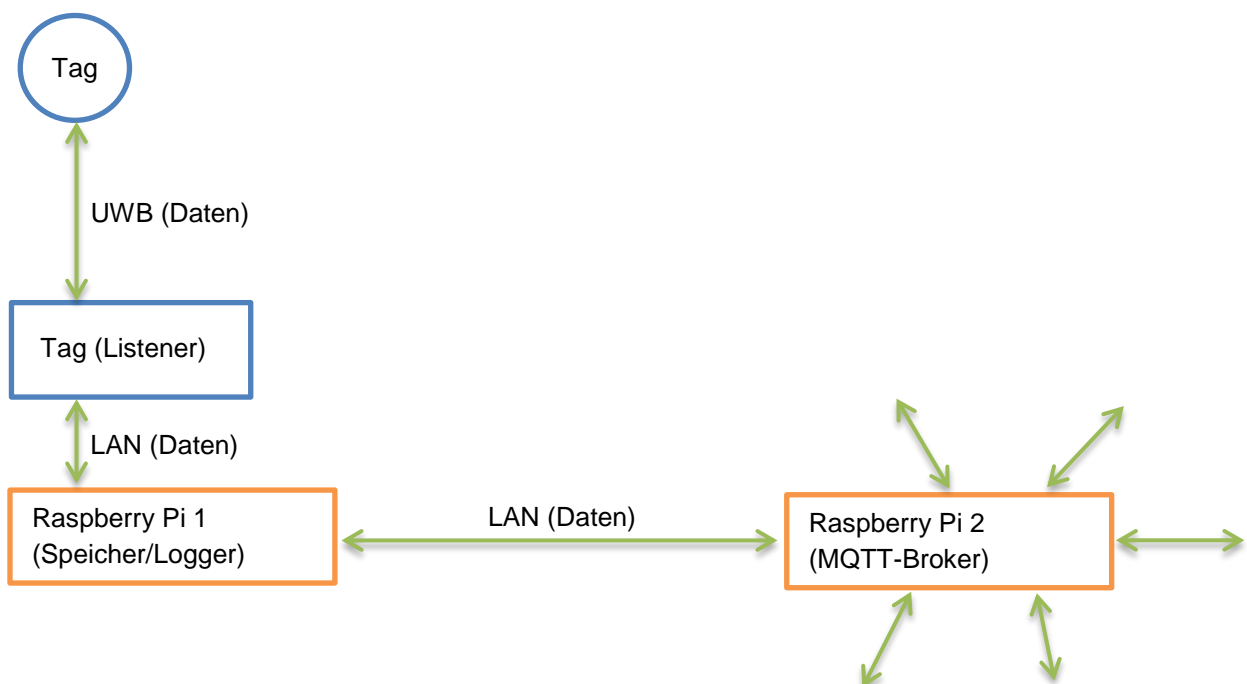 Tag
UWB (Daten)
Tag (Listener)
LAN (Daten)
Raspberry Pi 1
(Speicher/Logger)
LAN (Daten)
Raspberry Pi 2
(MQTT-Broker)